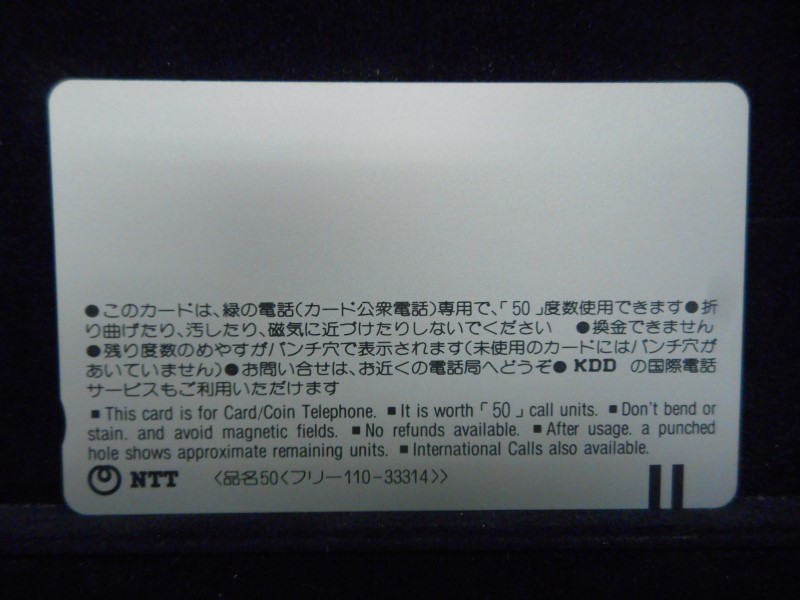 ●このカードは、緑の電話(カード公衆電話)専用で、「50」度数使用できます●折
り曲げたり、汚したり、磁気に近づけたりしないでください ●換金できません
●残り度数のめやすがパンチ穴で表示されます(未使用のカードにはパンチ穴が
あいていません)●お問い合せは、お近くの電話局へどうぞ● KDD の国際電話
サービスもご利用いただけます
■ This card is for Card/Coin Telephone. ■ It is worth「50」call units. ■ Don't bend or
stain. and avoid magnetic fields. ■ No refunds available. ■ After usage. a punched
hole shows approximate remaining units. ■ International Calls also available.
NTT 〈品名50〈フリー110-33314〉〉